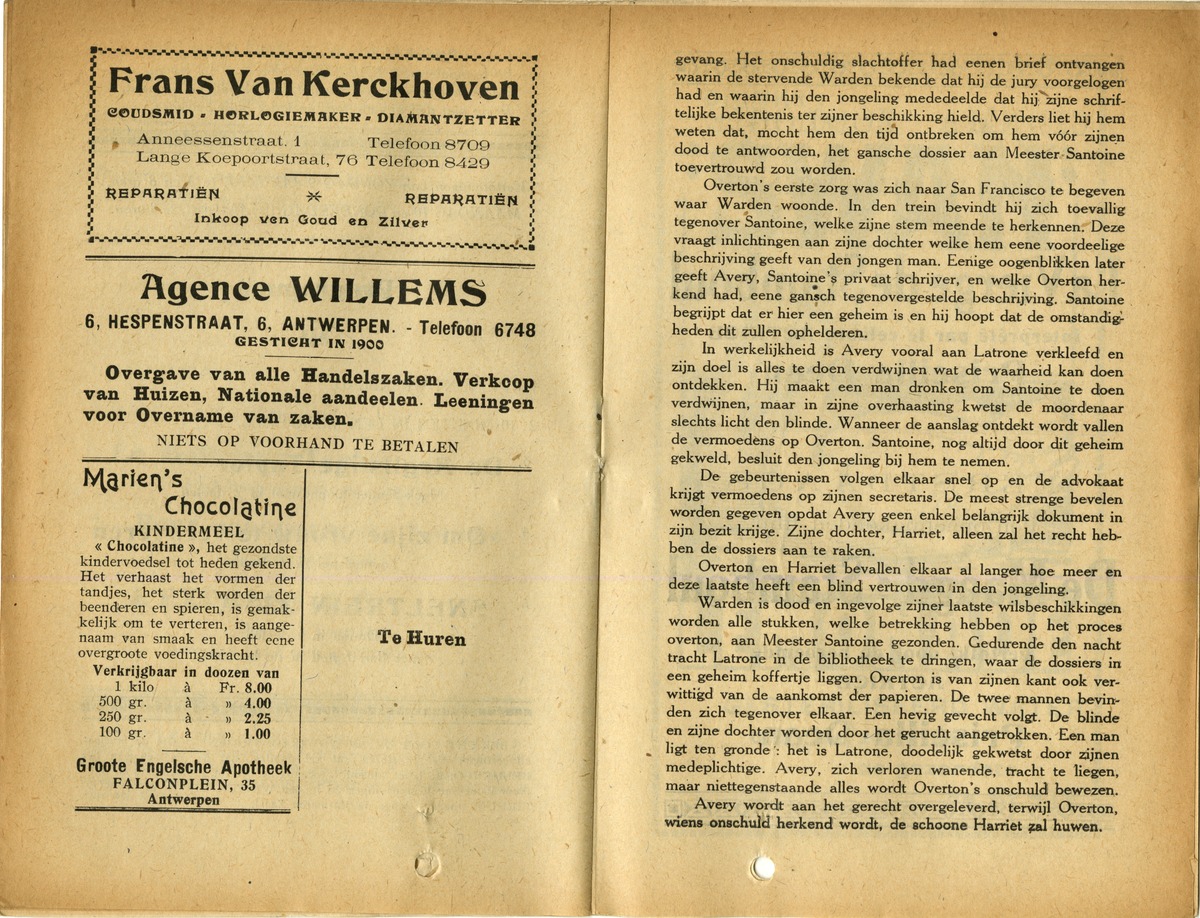 Frans Van Kerckhoven
GOUDSMID - HORLOGIEMAKER - DIAMANTZETTER
Anneessenstraat. 1 Telefoon 8709
Lange Koepoortstraat, 76 Telefoon 8429
REPARATIËN REPARATIËN
Inkoop ven Goud en Zilver
Agence WILLEMS
6, HESPENSTRAAT, 6, ANTWERPEN. - Telefoon 6748
GESTICHT IN 1900
Overgave van alle Handelszaken. Verkoop
van Huizen, Nationale aandeelen. Leeningen
voor Overname van zaken.
NIETS OP VOORHAND TE BETALEN
Marien's
Chocolatine
KINDERMEEL
« Chocolatine », het gezondste
kindervoedsel tot heden gekend.
Het verhaast het vormen der
tandjes, het sterk worden der
beenderen en spieren, is gemak-
kelijk om te verteren, is aange-
naam van smaak en heeft eene
overgroote voedingskracht.
Verkrijgbaar in doozen van
1 kilo à Fr. 8.00
500 gr. à » 4.00
250 gr. à » 2.25
100 gr. à » 1.00
Groote Engelsche Apotheek
FALCONPLEIN, 35
Antwerpen
Te Huren
gevang. Het onschuldig slachtoffer had eenen brief ontvangen
waarin de stervende Warden bekende dat hij de jury voorgelogen
had en waarin hij den jongeling mededeelde dat hij zijne schrif-
telijke bekentenis ter zijner beschikking hield. Verders liet hij hem
weten dat, mocht hem den tijd ontbreken om hem vóór zijnen
dood te antwoorden, het gansche dossier aan Meester Santoine
toevertrouwd zou worden.
Overton's eerste zorg was zich naar San Francisco te begeven
waar Warden woonde. In den trein bevindt hij zich toevallig
tegenover Santoine, welke zijne stem meende te herkennen. Deze
vraagt inlichtingen aan zijne dochter welke hem eene voordeelige
beschrijving geeft van den jongen man. Eenige oogenblikken later
geeft Avery, Santoine's privaat schrijver, en welke Overton her-
kend had, eene gansch tegenovergestelde beschrijving. Santoine
begrijpt dat er hier een geheim is en hij hoopt dat de omstandig-
heden dit zullen ophelderen.
In werkelijkheid is Avery vooral aan Latrone verkleefd en
zijn doel is alles te doen verdwijnen wat de waarheid kan doen
ontdekken. Hij maakt een man dronken om Santoine te doen
verdwijnen, maar in zijne overhaasting kwetst de moordenaar
slechts licht den blinde. Wanneer de aanslag ontdekt wordt vallen
de vermoedens op Overton. Santoine, nog altijd door dit geheim
gekweld, besluit den jongeling bij hem te nemen.
De gebeurtenissen volgen elkaar snel op en de advokaat
krijgt vermoedens op zijnen secretaris. De meest strenge bevelen
worden gegeven opdat Avery geen enkel belangrijk dokument in
zijn bezit krijge. Zijne dochter, Harriet, alleen zal het recht heb-
ben de dossiers aan te raken.
Overton en Harriet bevallen elkaar al langer hoe meer en
deze laatste heeft een blind vertrouwen in den jongeling.
Warden is dood en ingevolge zijner laatste wilsbeschikkingen
worden alle stukken, welke betrekking hebben op het proces
overton, aan Meester Santoine gezonden. Gedurende den nacht
tracht Latrone in de bibliotheek te dringen, waar de dossiers in
een geheim koffertje liggen. Overton is van zijnen kant ook ver-
wittigd van de aankomst der papieren. De twee mannen bevin-
den zich tegenover elkaar. Een hevig gevecht volgt. De blinde
en zijne dochter worden door het gerucht aangetrokken. Een man
ligt ten gronde : het is Latrone, doodelijk gekwetst door zijnen
medeplichtige. Avery, zich verloren wanende, tracht te liegen,
maar niettegenstaande alles wordt Overton's onschuld bewezen.
Avery wordt aan het gerecht overgeleverd, terwijl Overton,
wiens onschuld herkend wordt, de schoone Harriet zal huwen.